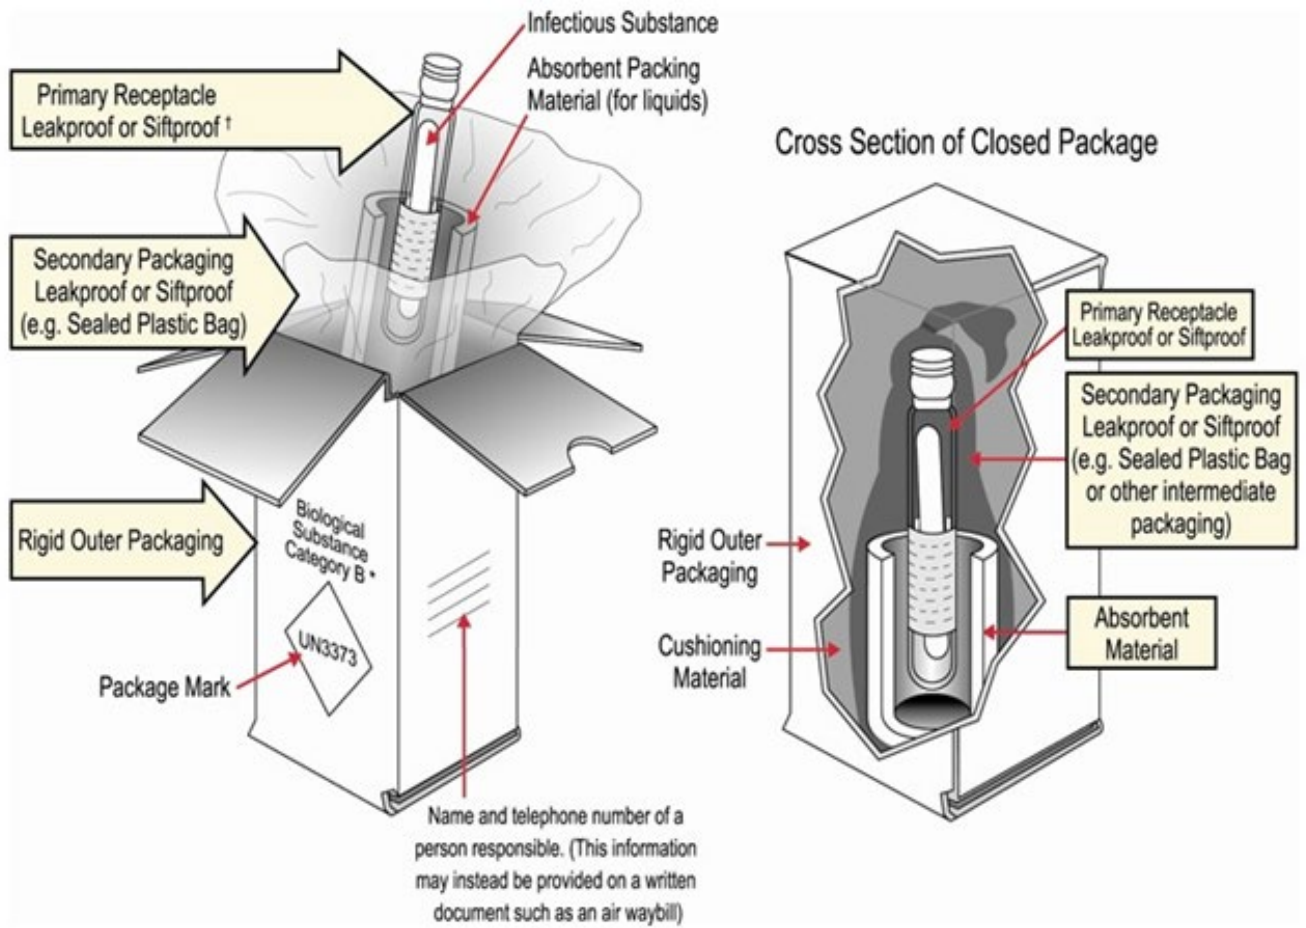 Infectious Substance
Absorbent Packing
Material (for liquids)
Primary Receptacle
Leakproof or Siftproof †
Secondary Packaging
Leakproof or Siftproof
(e.g. Sealed Plastic Bag)
Rigid Outer Packaging
Biological
Substance
Category B *
UN3373
Package Mark
Name and telephone number of a
person responsible. (This information
may instead be provided on a written
document such as an air waybill)
Cross Section of Closed Package
Primary Receptacle
Leakproof or Siftproof
Secondary Packaging
Leakproof or Siftproof
(e.g. Sealed Plastic Bag
or other intermediate
packaging)
Rigid Outer
Packaging
Cushioning
Material
Absorbent
Material